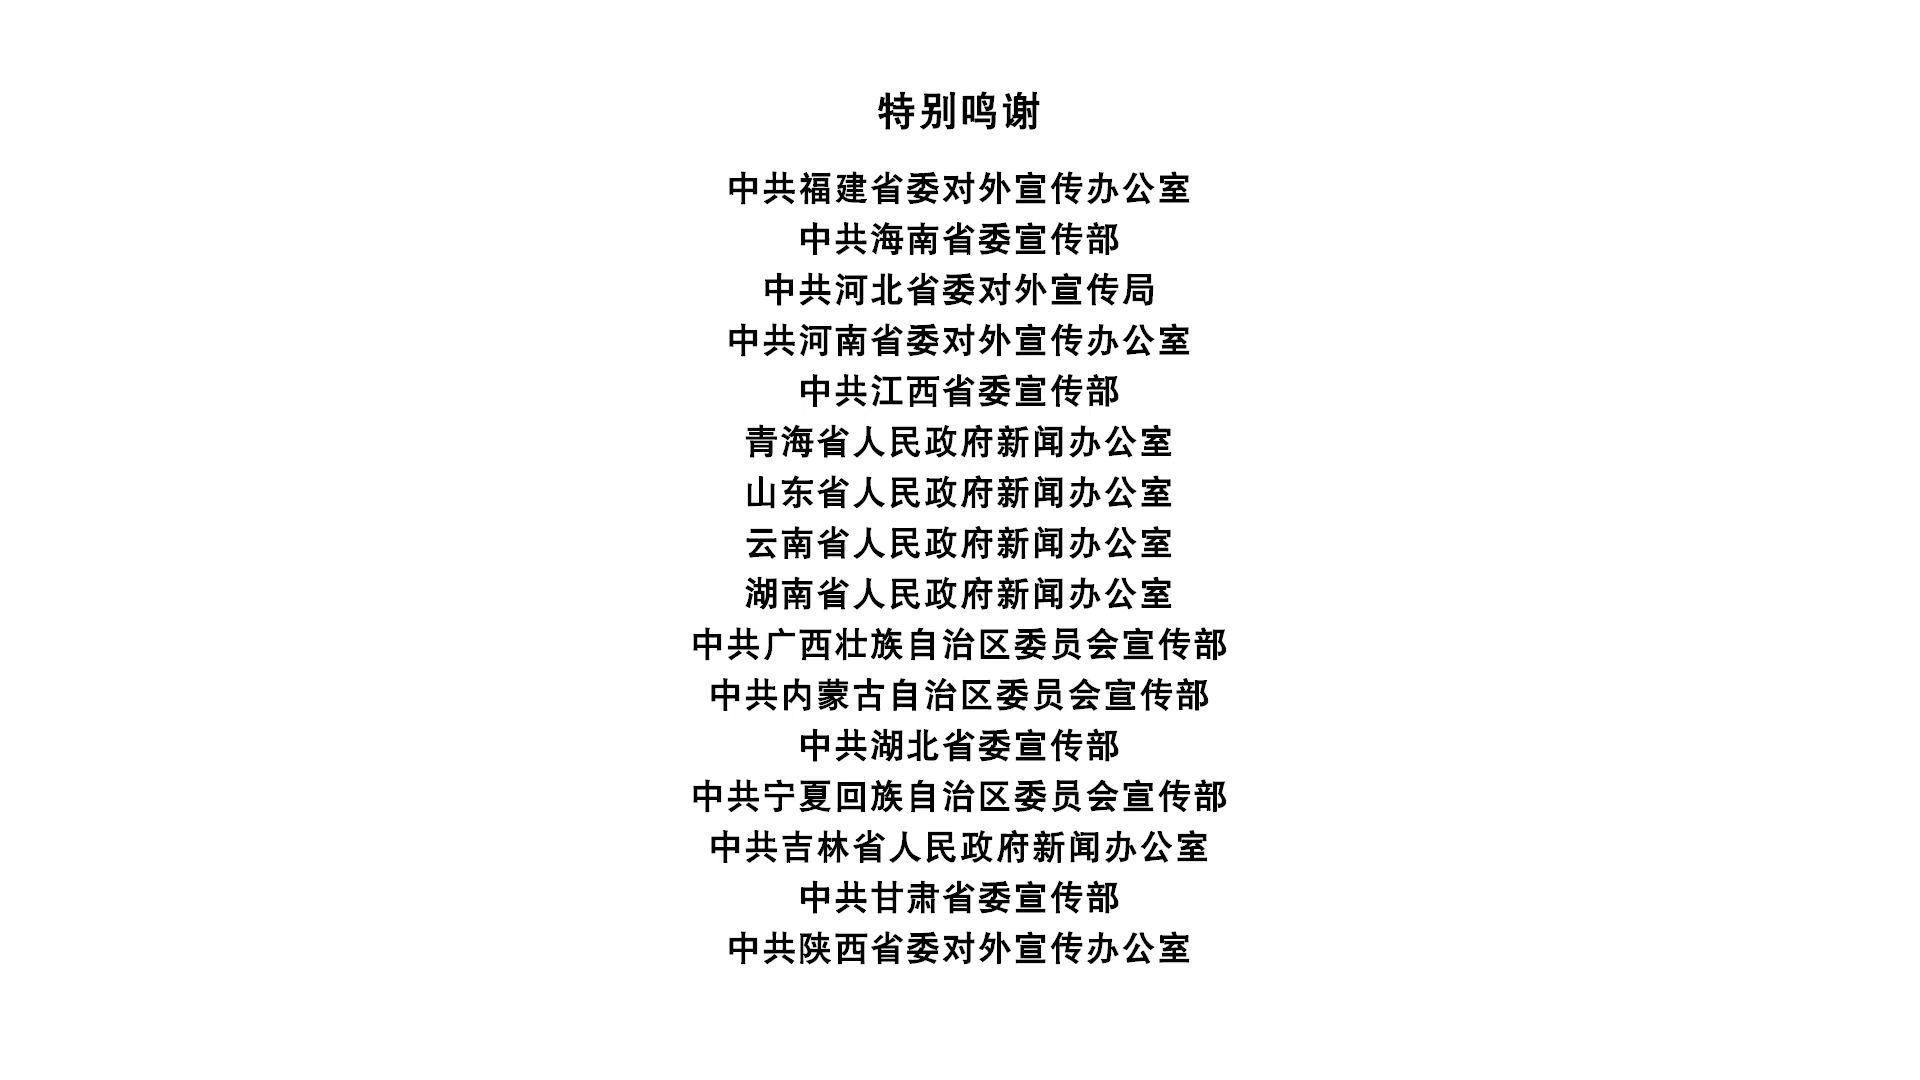 特别鸣谢
中共福建省委对外宣传办公室
中共海南省委宣传部
中共河北省委对外宣传局
中共河南省委对外宣传办公室
中共江西省委宣传部
青海省人民政府新闻办公室
山东省人民政府新闻办公室
云南省人民政府新闻办公室
湖南省人民政府新闻办公室
中共广西壮族自治区委员会宣传部
中共内蒙古自治区委员会宣传部
中共湖北省委宣传部
中共宁夏回族自治区委员会宣传部
中共吉林省人民政府新闻办公室
中共甘肃省委宣传部
中共陕西省委对外宣传办公室